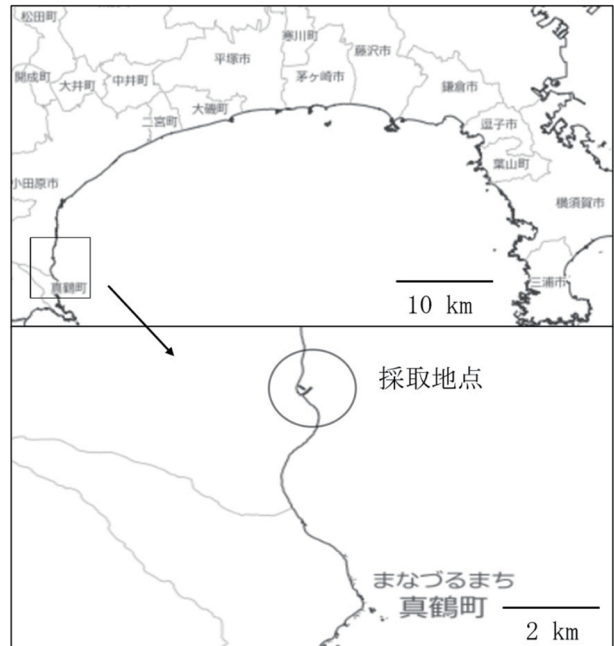 松田町
寒川町
藤沢市
平塚市
開成町
大井町
中井町
茅ヶ崎市
鎌倉市
大磯町
二宮町
逗子市
葉山町
小田原市
横須賀市
三浦市
真鶴町
10 km
採取地点
まなづるまち
真鶴町
2 km